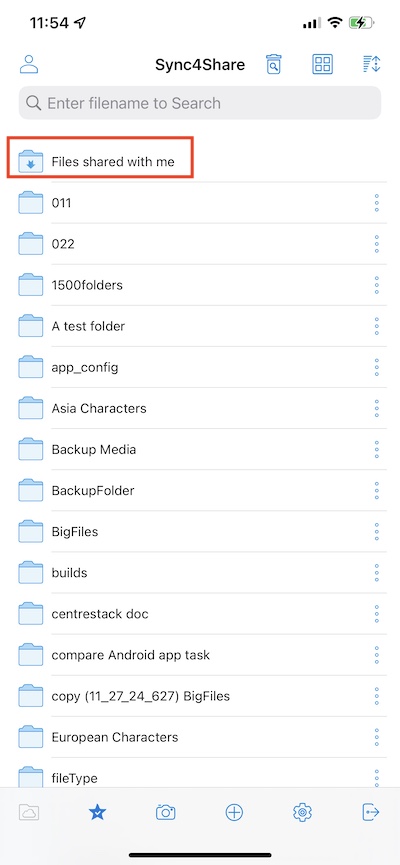 11:54
Sync4Share
Enter filename to Search
Files shared with me
011
022
1500folders
A test folder
app_config
Asia Characters
Backup Media
BackupFolder
BigFiles
builds
centrestack doc
compare Android app task
copy (11_27_24_627) BigFiles
European Characters
fileType